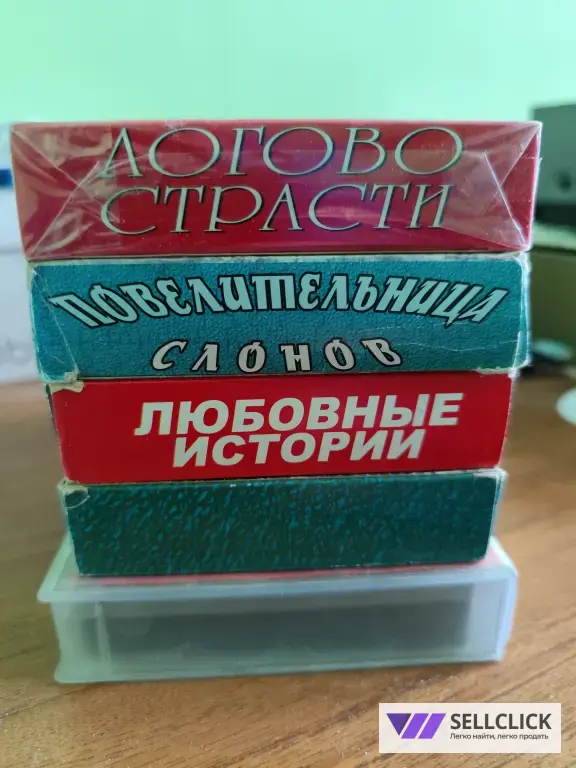 ЛОГОВО
СТРАСТИ
ПОВЕЛИТЕЛЬНИЦА
СЛОНОВ
ЛЮБОВНЫЕ
ИСТОРИИ
SELLCLICK
Легко найти, легко продать